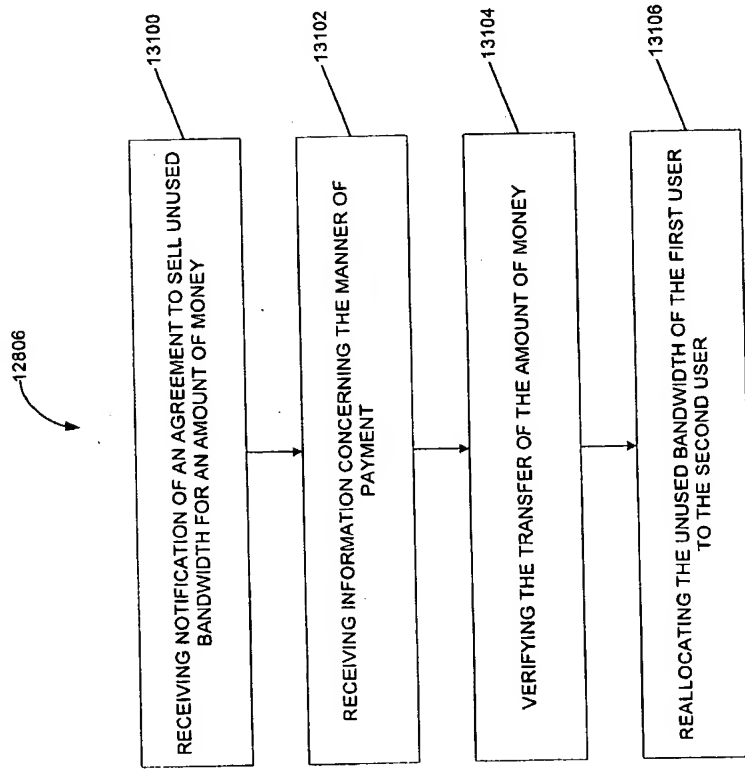 12806
RECEIVING NOTIFICATION OF AN AGREEMENT TO SELL UNUSED
BANDWIDTH FOR AN AMOUNT OF MONEY
13100
RECEIVING INFORMATION CONCERNING THE MANNER OF
PAYMENT
13102
VERIFYING THE TRANSFER OF THE AMOUNT OF MONEY
13104
REALLOCATING THE UNUSED BANDWIDTH OF THE FIRST USER
TO THE SECOND USER
13106